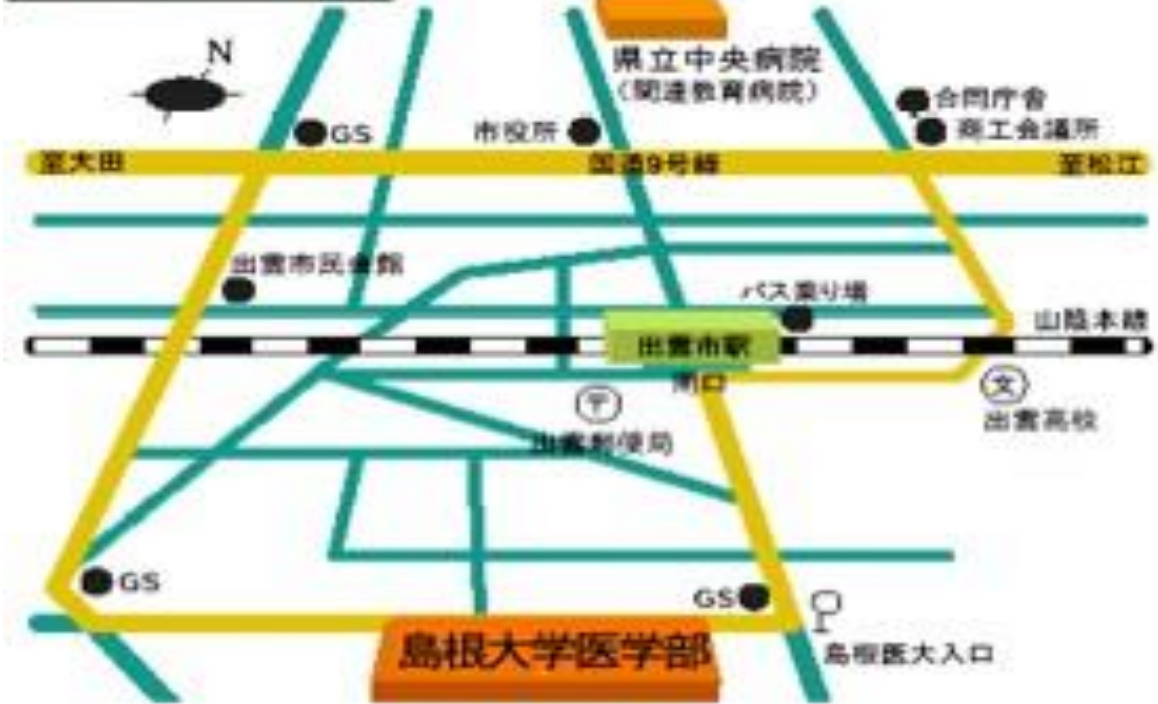 N
県立中央病院
（関連教育病院）
合同庁舎
GS
市役所
商工会議所
至大田
国道9号線
至松江
出雲市民会館
バス乗り場
山陰本線
出雲市駅
南口
〒
文
出雲高校
出雲郵便局
GS
GS
島根大学医学部
島根医大入口